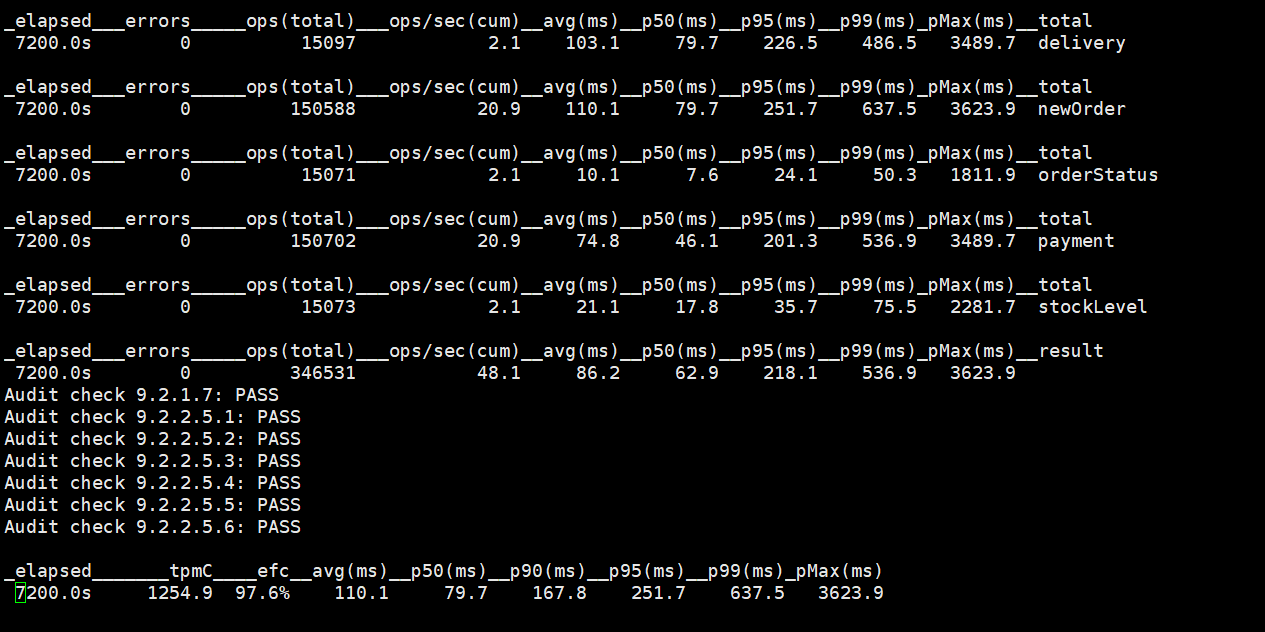 _elapsed___errors_____ops(total)___ops/sec(cum)__avg(ms)__p50(ms)__p95(ms)__p99(ms)_pMax(ms)__total
 7200.0s        0          15097            2.1    103.1     79.7    226.5    486.5   3489.7  delivery

_elapsed___errors_____ops(total)___ops/sec(cum)__avg(ms)__p50(ms)__p95(ms)__p99(ms)_pMax(ms)__total
 7200.0s        0         150588           20.9    110.1     79.7    251.7    637.5   3623.9  newOrder

_elapsed___errors_____ops(total)___ops/sec(cum)__avg(ms)__p50(ms)__p95(ms)__p99(ms)_pMax(ms)__total
 7200.0s        0          15071            2.1     10.1      7.6     24.1     50.3   1811.9  orderStatus

_elapsed___errors_____ops(total)___ops/sec(cum)__avg(ms)__p50(ms)__p95(ms)__p99(ms)_pMax(ms)__total
 7200.0s        0         150702           20.9     74.8     46.1    201.3    536.9   3489.7  payment

_elapsed___errors_____ops(total)___ops/sec(cum)__avg(ms)__p50(ms)__p95(ms)__p99(ms)_pMax(ms)__total
 7200.0s        0          15073            2.1     21.1     17.8     35.7     75.5   2281.7  stockLevel

_elapsed___errors_____ops(total)___ops/sec(cum)__avg(ms)__p50(ms)__p95(ms)__p99(ms)_pMax(ms)__result
 7200.0s        0         346531           48.1     86.2     62.9    218.1    536.9   3623.9
Audit check 9.2.1.7: PASS
Audit check 9.2.2.5.1: PASS
Audit check 9.2.2.5.2: PASS
Audit check 9.2.2.5.3: PASS
Audit check 9.2.2.5.4: PASS
Audit check 9.2.2.5.5: PASS
Audit check 9.2.2.5.6: PASS

_elapsed_______tpmC____efc__avg(ms)__p50(ms)__p90(ms)__p95(ms)__p99(ms)_pMax(ms)
 7200.0s     1254.9  97.6%    110.1     79.7    167.8    251.7    637.5   3623.9